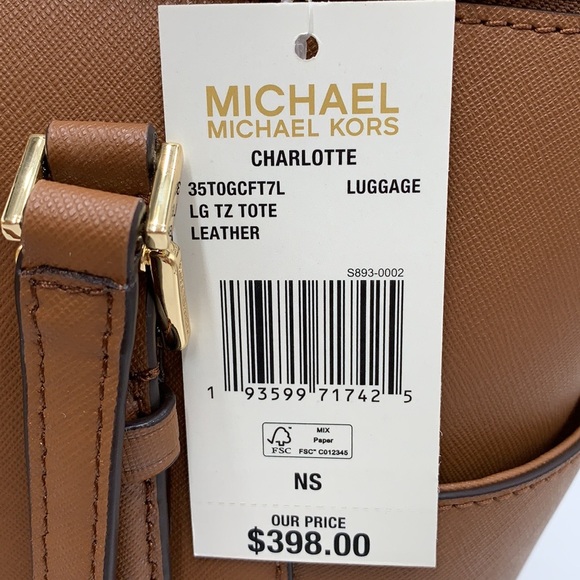 MICHAEL
MICHAEL KORS
CHARLOTTE
35T0GCFT7L LUGGAGE
LG TZ TOTE
LEATHER
S893-0002
1 93599 71742 5
FSC
MIX
Paper
FSC™ C012345
NS
OUR PRICE
$398.00